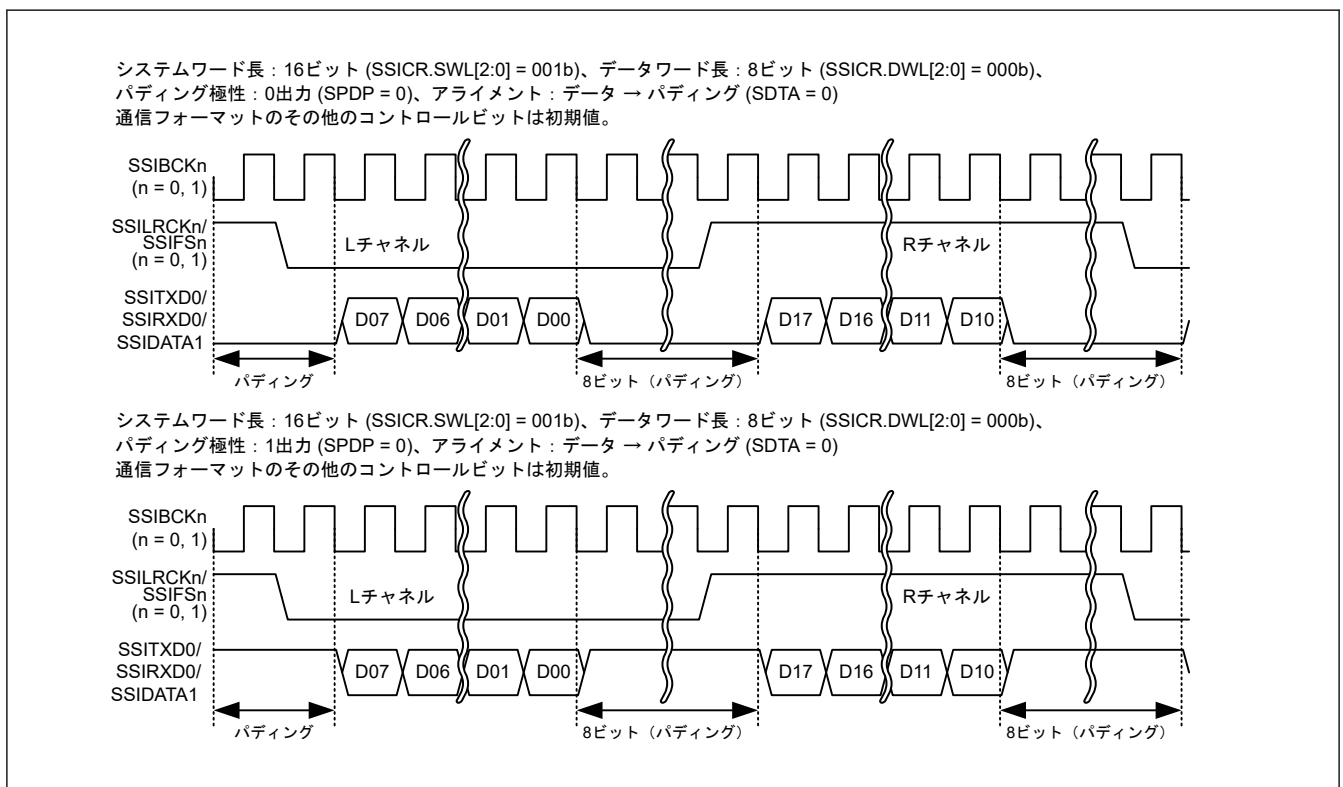 システムワード長：16ビット (SSICR.SWL[2:0] = 001b)、データワード長：8ビット (SSICR.DWL[2:0] = 000b)、
パディング極性：0出力 (SPDP = 0)、アライメント：データ → パディング (SDTA = 0)
通信フォーマットのその他のコントロールビットは初期値。
SSIBCKn
(n = 0, 1)
SSILRCKn/
SSIFSn
(n = 0, 1)
Lチャネル
Rチャネル
SSITXD0/
SSIRXD0/
SSIDATA1
D07 D06 D01 D00 D17 D16 D11 D10
パディング 8ビット（パディング） 8ビット（パディング）
システムワード長：16ビット (SSICR.SWL[2:0] = 001b)、データワード長：8ビット (SSICR.DWL[2:0] = 000b)、
パディング極性：1出力 (SPDP = 0)、アライメント：データ → パディング (SDTA = 0)
通信フォーマットのその他のコントロールビットは初期値。
SSIBCKn
(n = 0, 1)
SSILRCKn/
SSIFSn
(n = 0, 1)
Lチャネル
Rチャネル
SSITXD0/
SSIRXD0/
SSIDATA1
D07 D06 D01 D00 D17 D16 D11 D10
パディング 8ビット（パディング） 8ビット（パディング）